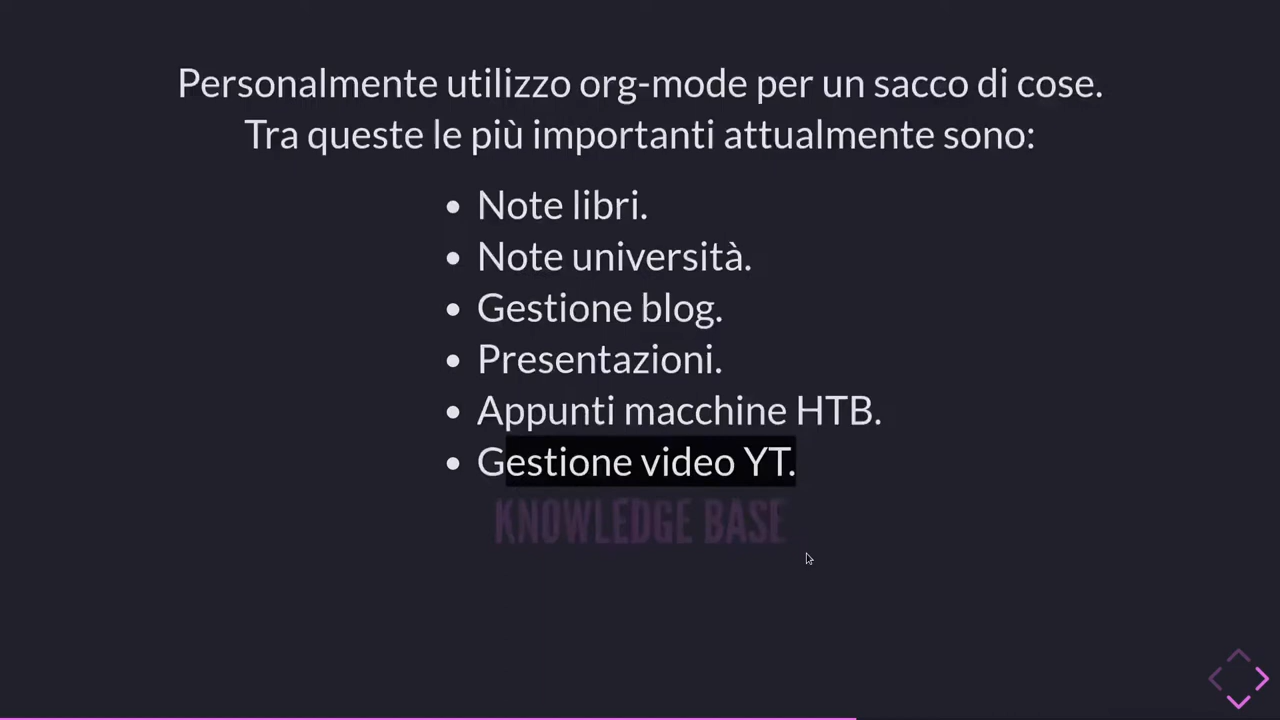 Personalmente utilizzo org-mode per un sacco di cose.
Tra queste le più importanti attualmente sono:
• Note libri.
• Note università.
• Gestione blog.
• Presentazioni.
• Appunti macchine HTB.
• Gestione video YT.
KNOWLEDGE BASE